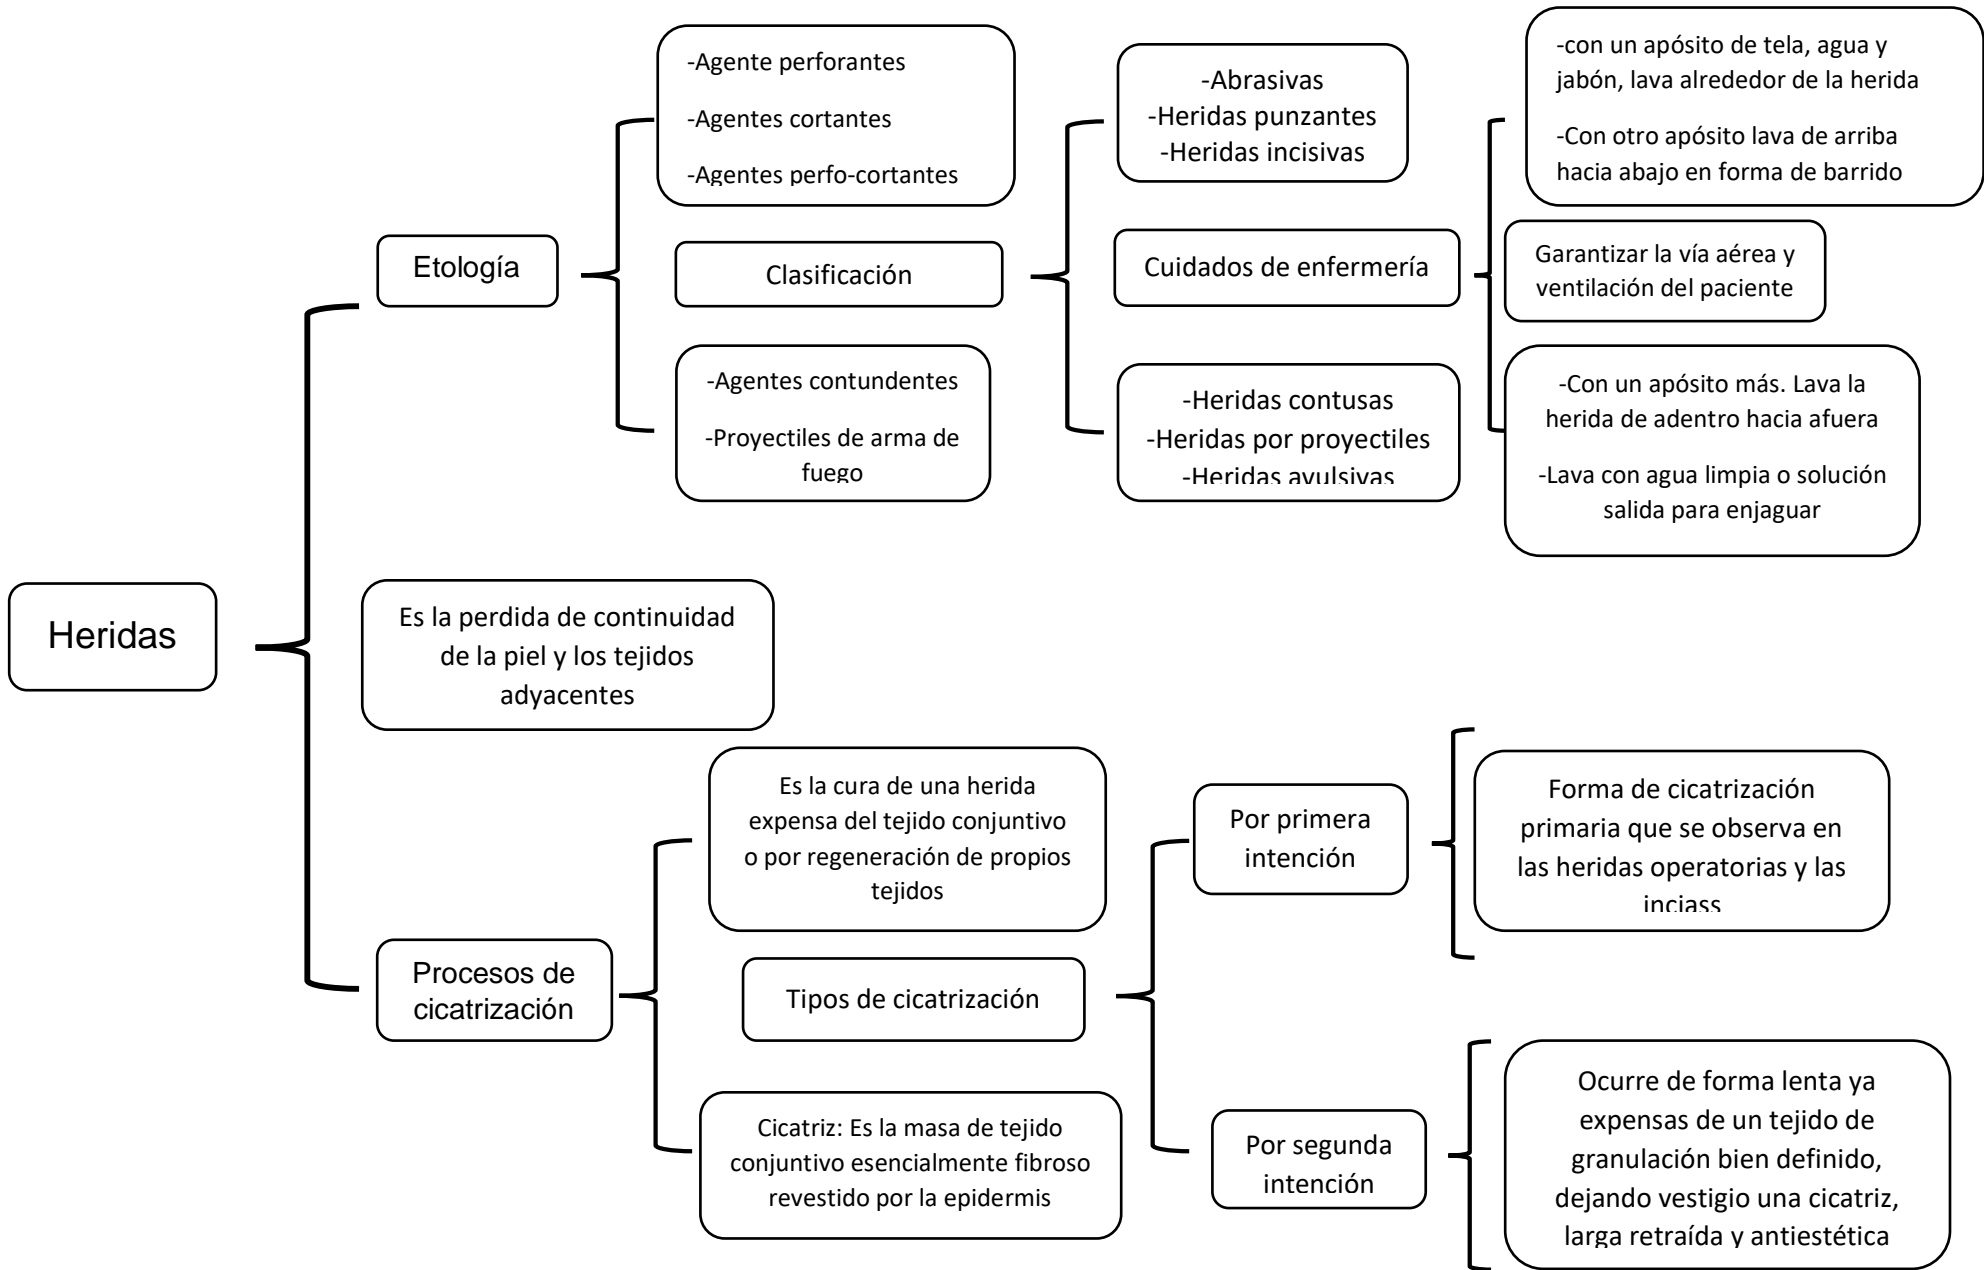 Heridas
Etología
-Agente perforantes
-Agentes cortantes
-Agentes perfo-cortantes
Clasificación
-Agentes contundentes
-Proyectiles de arma de
fuego
-Abrasivas
-Heridas punzantes
-Heridas incisivas
Cuidados de enfermería
-Heridas contusas
-Heridas por proyectiles
-Heridas avulsivas
-con un apósito de tela, agua y
jabón, lava alrededor de la herida
-Con otro apósito lava de arriba
hacia abajo en forma de barrido
Garantizar la vía aérea y
ventilación del paciente
-Con un apósito más. Lava la
herida de adentro hacia afuera
-Lava con agua limpia o solución
salida para enjaguar
Es la perdida de continuidad
de la piel y los tejidos
adyacentes
Procesos de
cicatrización
Es la cura de una herida
expensa del tejido conjuntivo
o por regeneración de propios
tejidos
Tipos de cicatrización
Cicatriz: Es la masa de tejido
conjuntivo esencialmente fibroso
revestido por la epidermis
Por primera
intención
Forma de cicatrización
primaria que se observa en
las heridas operatorias y las
inciass
Por segunda
intención
Ocurre de forma lenta ya
expensas de un tejido de
granulación bien definido,
dejando vestigio una cicatriz,
larga retraída y antiestética